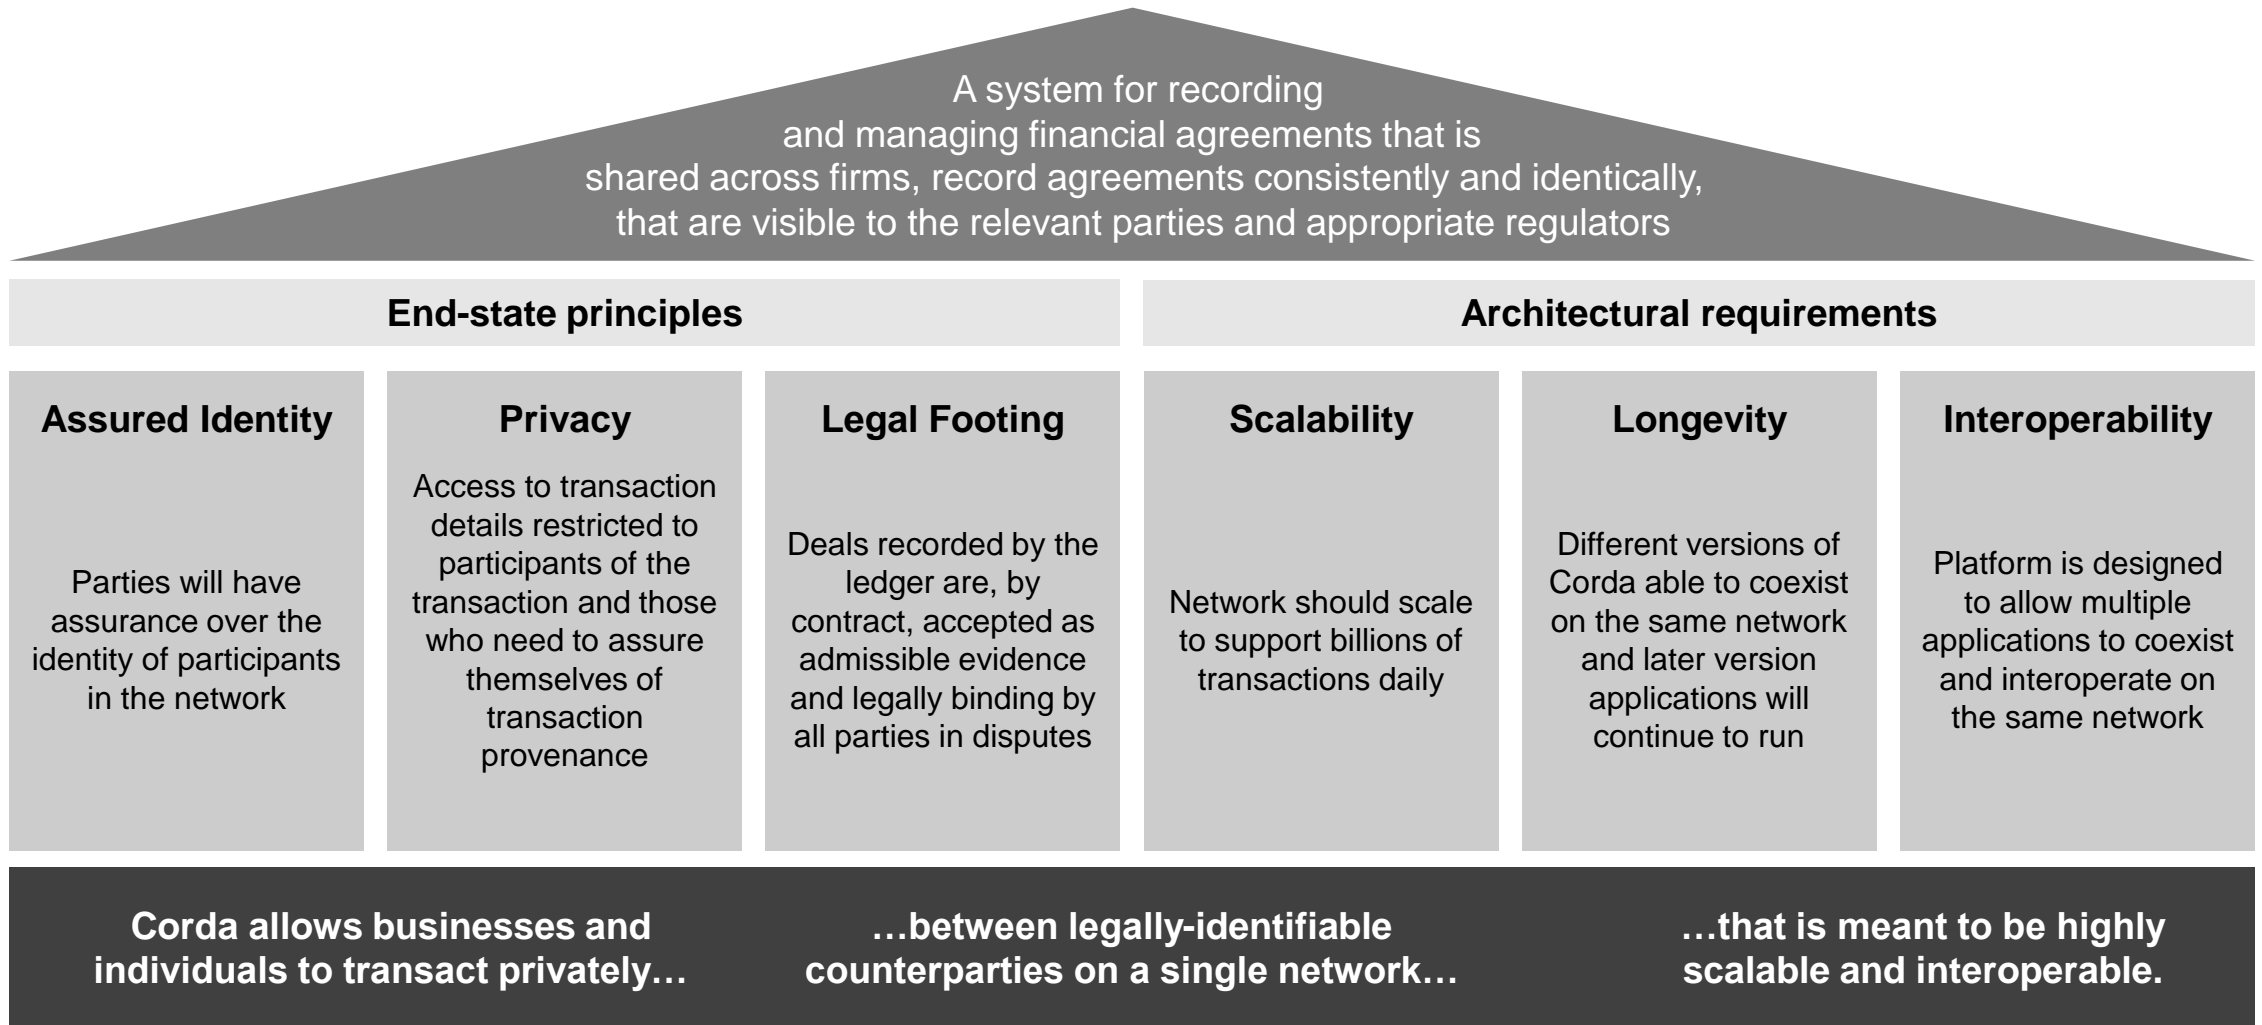 A system for recording
and managing financial agreements that is
shared across firms, record agreements consistently and identically,
that are visible to the relevant parties and appropriate regulators
End-state principles
Architectural requirements
Assured Identity
Parties will have
assurance over the
identity of participants
in the network
Privacy
Access to transaction
details restricted to
participants of the
transaction and those
who need to assure
themselves of
transaction
provenance
Legal Footing
Deals recorded by the
ledger are, by
contract, accepted as
admissible evidence
and legally binding by
all parties in disputes
Scalability
Network should scale
to support billions of
transactions daily
Longevity
Different versions of
Corda able to coexist
on the same network
and later version
applications will
continue to run
Interoperability
Platform is designed
to allow multiple
applications to coexist
and interoperate on
the same network
Corda allows businesses and
individuals to transact privately…
…between legally-identifiable
counterparties on a single network…
…that is meant to be highly
scalable and interoperable.